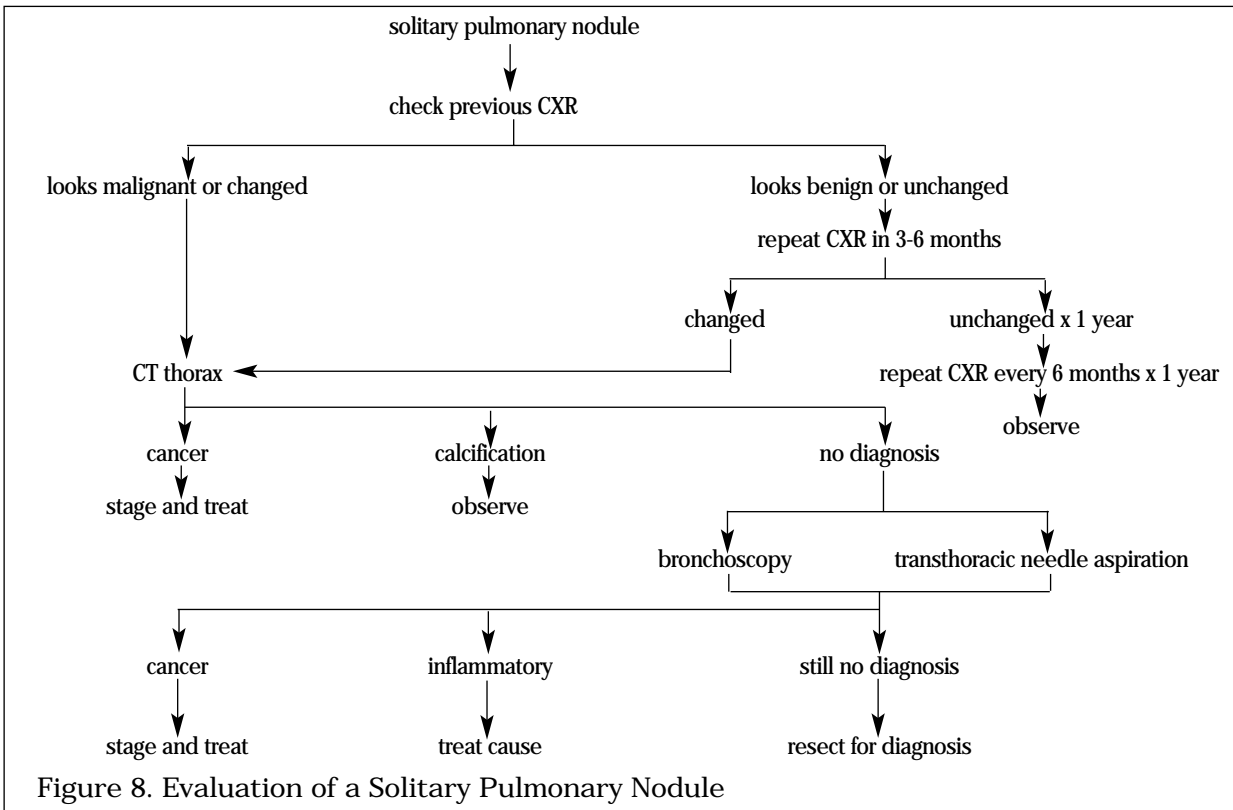 solitary pulmonary nodule
check previous CXR
looks malignant or changed
looks benign or unchanged
repeat CXR in 3-6 months
changed
unchanged x 1 year
CT thorax
repeat CXR every 6 months x 1 year
observe
cancer
calcification
no diagnosis
stage and treat
observe
bronchoscopy
transthoracic needle aspiration
cancer
inflammatory
still no diagnosis
stage and treat
treat cause
resect for diagnosis
Figure 8. Evaluation of a Solitary Pulmonary Nodule